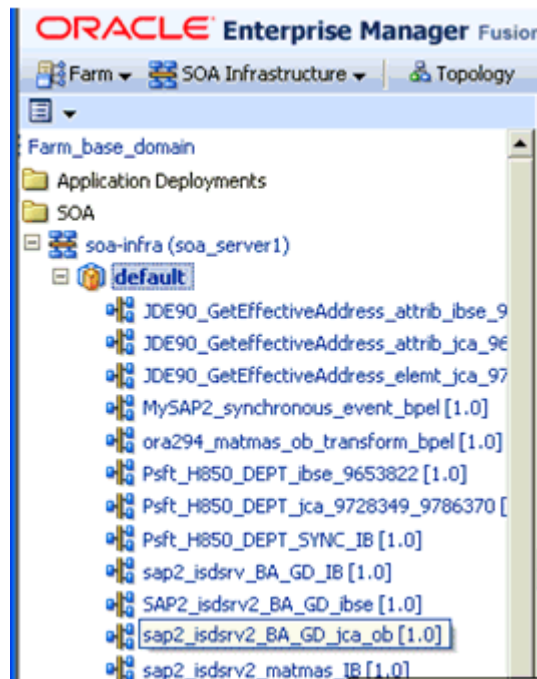 ORACLE Enterprise Manager Fusion
Farm SOA Infrastructure Topology
Farm_base_domain
Application Deployments
SOA
soa-infra (soa_server1)
default
JDE90_GetEffectiveAddress_attrib_ibse_9
JDE90_GeteffectiveAddress_attrib_jca_96
JDE90_GetEffectiveAddress_elemt_jca_97
MySAP2_synchronous_event_bpel [1.0]
ora294_matmas_ob_transform_bpel [1.0]
Psft_H850_DEPT_ibse_9653822 [1.0]
Psft_H850_DEPT_jca_9728349_9786370 [
Psft_H850_DEPT_SYNC_IB [1.0]
sap2_isdsrv_BA_GD_IB [1.0]
SAP2_isdsrv2_BA_GD_ibse [1.0]
sap2_isdsrv2_BA_GD_jca_ob [1.0]
sap2_isdsrv2_matmas_IB [1.0]